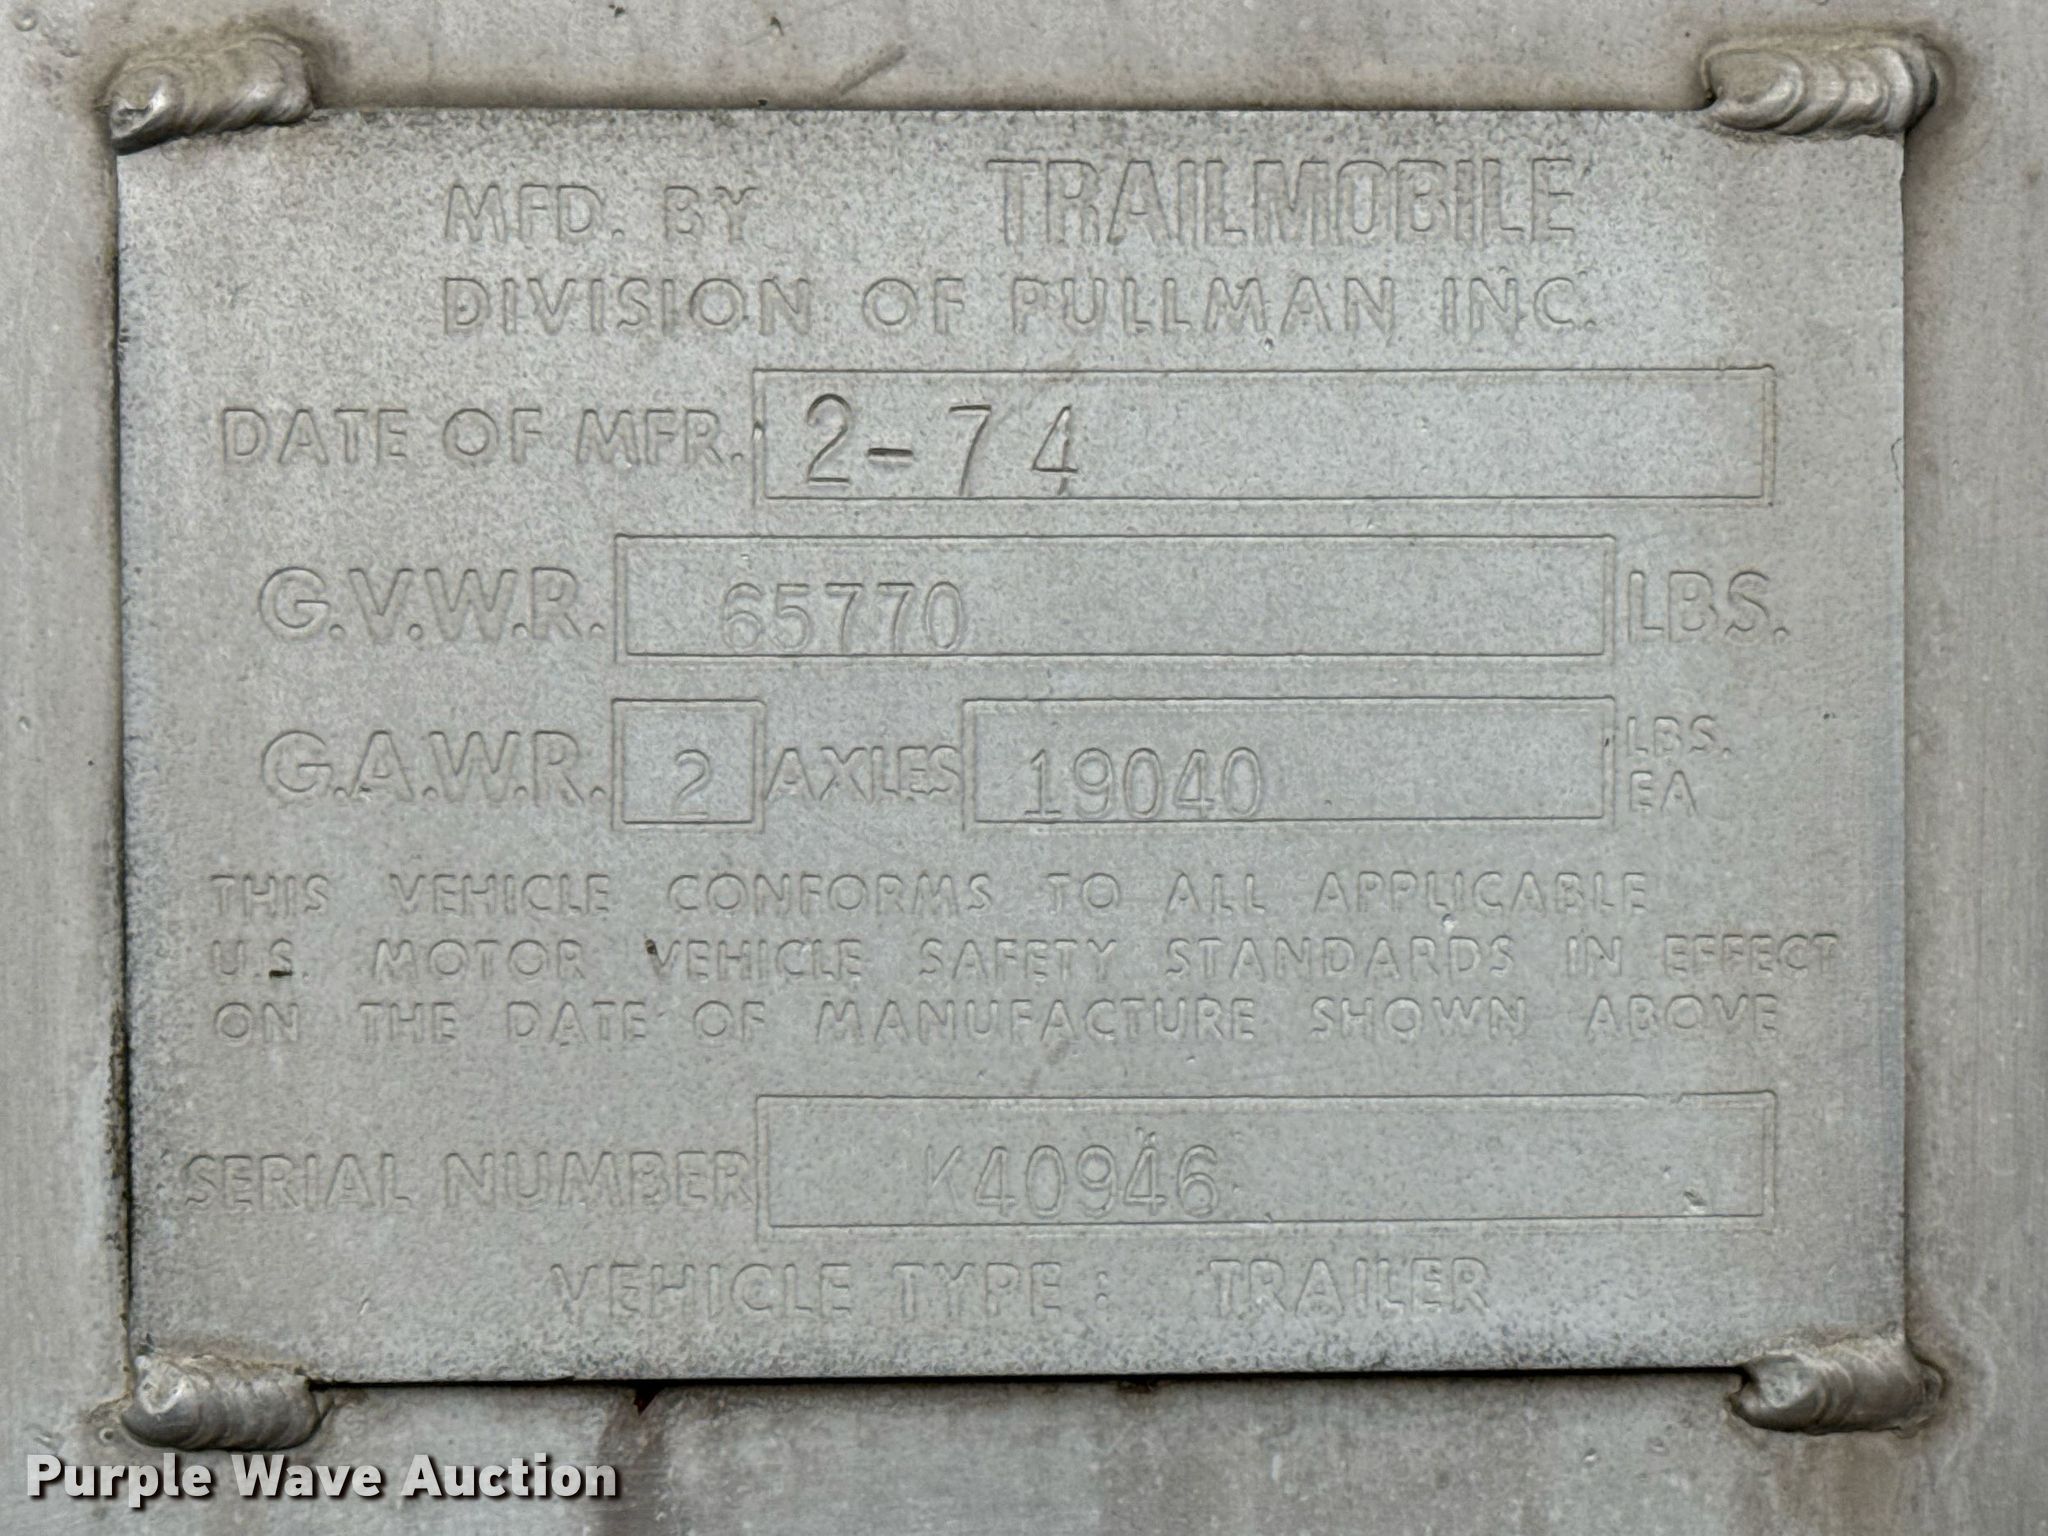 MFD. BY TRAILMOBILE
DIVISION OF PULLMAN INC.
DATE OF MFR. 2-74
G.V.W.R. 65770 LBS.
G.A.W.R. 2 AXLES 19040 LBS. EA
THIS VEHICLE CONFORMS TO ALL APPLICABLE
U.S. MOTOR VEHICLE SAFETY STANDARDS IN EFFECT
ON THE DATE OF MANUFACTURE SHOWN ABOVE
SERIAL NUMBER K40946
VEHICLE TYPE: TRAILER
Purple Wave Auction